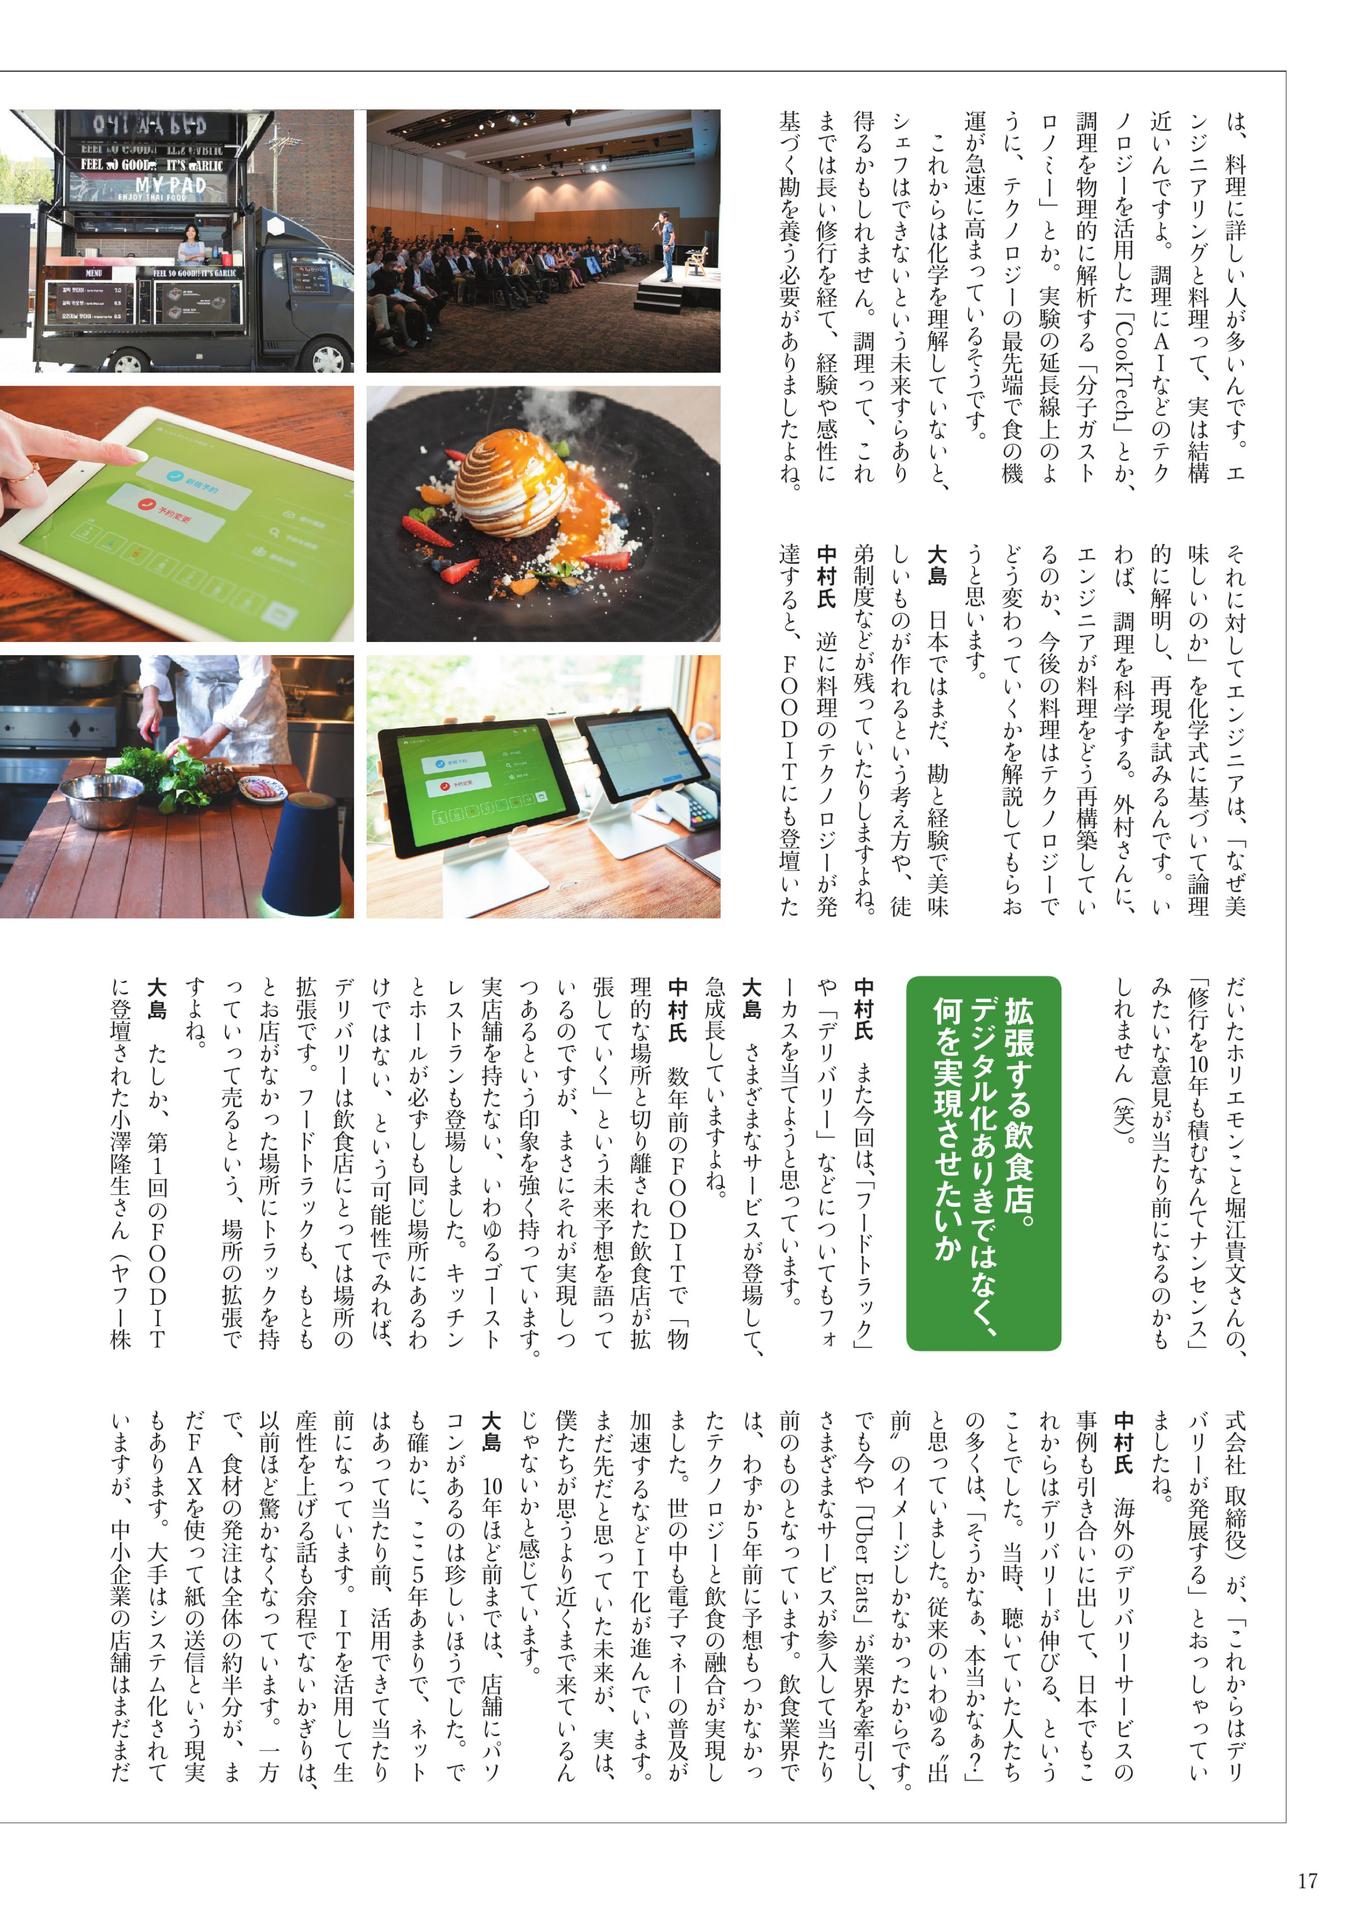 は、料理に詳しい人が多いんです。エ
ンジニアリングと料理って、実は結構
近いんですよ。調理にAIなどのテク
ノロジーを活用した「CookTech」とか、
調理を物理的に解析する「分子ガスト
ロノミー」とか。実験の延長線上のよ
うに、テクノロジーの最先端で食の機
運が急速に高まっているそうです。
これからは化学を理解していないと、
シェフはできないという未来すらあり
得るかもしれません。調理って、これ
までは長い修行を経て、経験や感性に
基づく勘を養う必要がありましたよね。
それに対してエンジニアは、「なぜ美
味しいのか」を化学式に基づいて論理
的に解明し、再現を試みるんです。い
わば、調理を科学する。外村さんに、
エンジニアが料理をどう再構築してい
るのか、今後の料理はテクノロジーで
どう変わっていくかを解説してもらお
うと思います。
大島 日本ではまだ、勘と経験で美味
しいものが作れるという考え方や、徒
弟制度などが残っていたりしますよね。
中村氏 逆に料理のテクノロジーが発
達すると、FOODITにも登壇いた
だいたホリエモンこと堀江貴文さんの、
「修行を10年も積むなんてナンセンス」
みたいな意見が当たり前になるのかも
しれません（笑）。
拡張する飲食店。
デジタル化ありきではなく、
何を実現させたいか
中村氏 また今回は、「フードトラック」
や「デリバリー」などについてもフォ
ーカスを当てようと思っています。
大島 さまざまなサービスが登場して、
急成長していますよね。
中村氏 数年前のFOODITで「物
理的な場所と切り離された飲食店が拡
張していく」という未来予想を語って
いるのですが、まさにそれが実現しつ
つあるという印象を強く持っています。
実店舗を持たない、いわゆるゴースト
レストランも登場しました。キッチン
とホールが必ずしも同じ場所にあるわ
けではない、という可能性でみれば、
デリバリーは飲食店にとっては場所の
拡張です。フードトラックも、もとも
とお店がなかった場所にトラックを持
っていって売るという、場所の拡張で
すよね。
大島 たしか、第1回のFOODIT
に登壇された小澤隆生さん（ヤフー株
式会社 取締役）が、「これからはデリ
バリーが発展する」とおっしゃってい
ましたね。
中村氏 海外のデリバリーサービスの
事例も引き合いに出して、日本でもこ
れからはデリバリーが伸びる、という
ことでした。当時、聴いていた人たち
の多くは、「そうかなぁ、本当かなぁ？」
と思っていました。従来のいわゆる〝出
前〟のイメージしかなかったからです。
でも今や「Uber Eats」が業界を牽引し、
さまざまなサービスが参入して当たり
前のものとなっています。飲食業界で
は、わずか5年前に予想もつかなかっ
たテクノロジーと飲食の融合が実現し
ました。世の中も電子マネーの普及が
加速するなどIT化が進んでいます。
まだ先だと思っていた未来が、実は、
僕たちが思うより近くまで来ているん
じゃないかと感じています。
大島 10年ほど前までは、店舗にパソ
コンがあるのは珍しいほうでした。で
も確かに、ここ5年あまりで、ネット
はあって当たり前、活用できて当たり
前になっています。ITを活用して生
産性を上げる話も余程でないかぎりは、
以前ほど驚かなくなっています。一方
で、食材の発注は全体の約半分が、ま
だFAXを使って紙の送信という現実
もあります。大手はシステム化されて
いますが、中小企業の店舗はまだまだ
FEEL SO GOOD!! IT'S GARLIC
MY PAD
ENJOY THAI FOOD
MENU
FEEL SO GOOD!! IT'S GARLIC
新規予約
予約変更
新規予約
予約変更
17